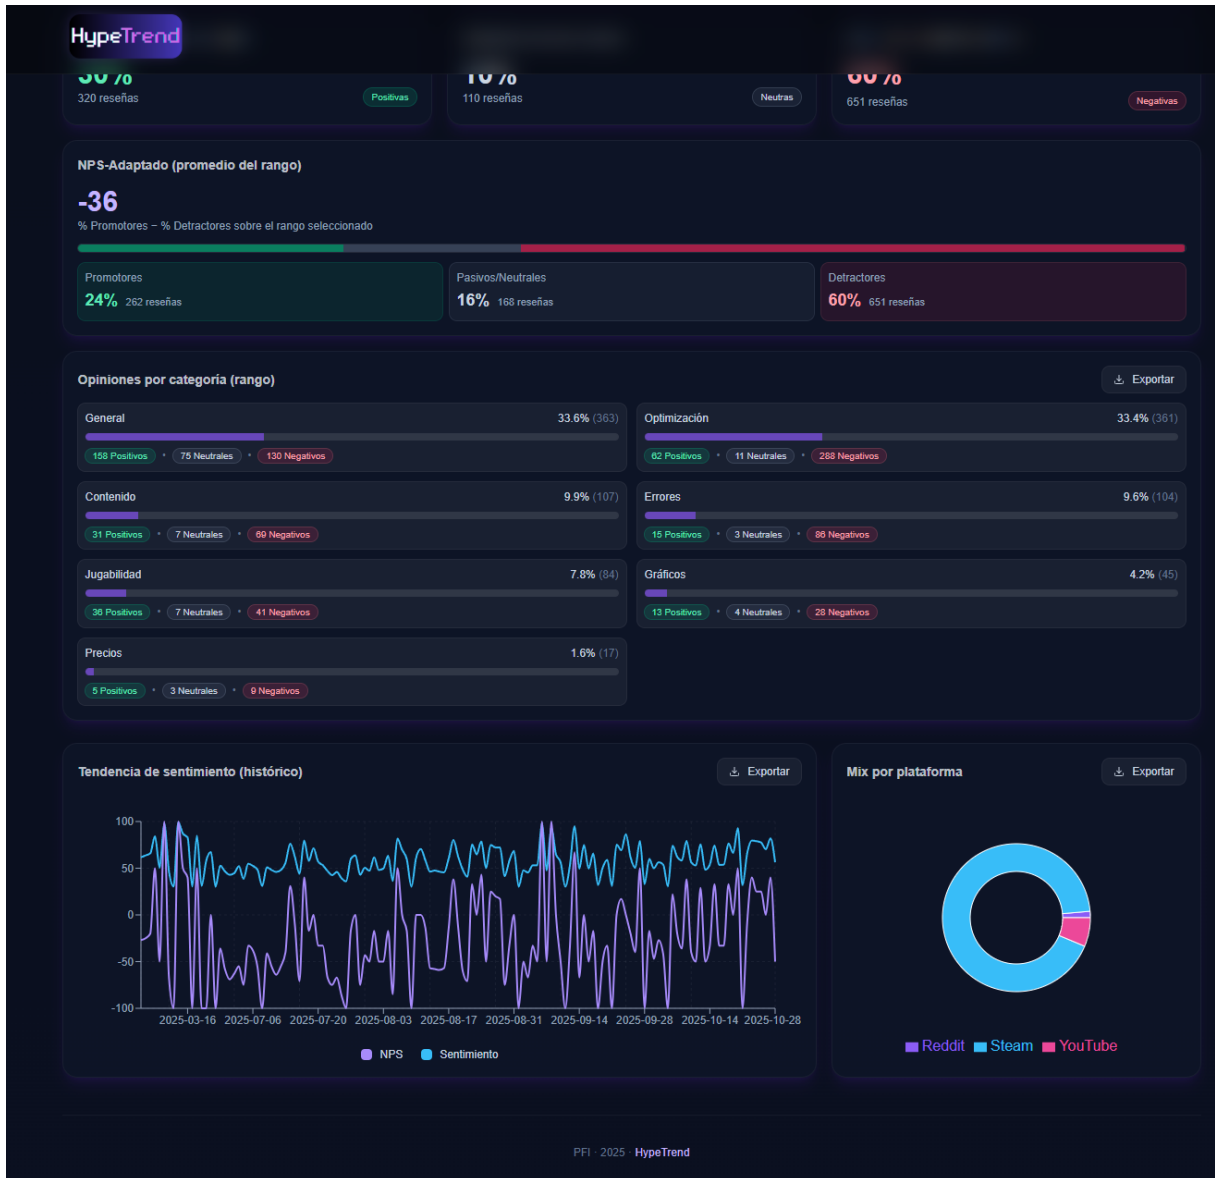 HypeTrend
30%
10%
60%
320 reseñas
Positivas
110 reseñas
Neutras
651 reseñas
Negativas
NPS-Adaptado (promedio del rango)
-36
% Promotores – % Detractores sobre el rango seleccionado
Promotores
24% 262 reseñas
Pasivos/Neutrales
16% 168 reseñas
Detractores
60% 651 reseñas
Opiniones por categoría (rango)
Exportar
General
33.6% (363)
158 Positivos • 75 Neutrales • 130 Negativos
Optimización
33.4% (361)
62 Positivos • 11 Neutrales • 288 Negativos
Contenido
9.9% (107)
31 Positivos • 7 Neutrales • 69 Negativos
Errores
9.6% (104)
15 Positivos • 3 Neutrales • 86 Negativos
Jugabilidad
7.8% (84)
36 Positivos • 7 Neutrales • 41 Negativos
Gráficos
4.2% (45)
13 Positivos • 4 Neutrales • 28 Negativos
Precios
1.6% (17)
5 Positivos • 3 Neutrales • 9 Negativos
Tendencia de sentimiento (histórico)
Exportar
100
50
0
-50
-100
2025-03-16 2025-07-06 2025-07-20 2025-08-03 2025-08-17 2025-08-31 2025-09-14 2025-09-28 2025-10-14 2025-10-28
NPS Sentimiento
Mix por plataforma
Exportar
Reddit Steam YouTube
PFI · 2025 · HypeTrend